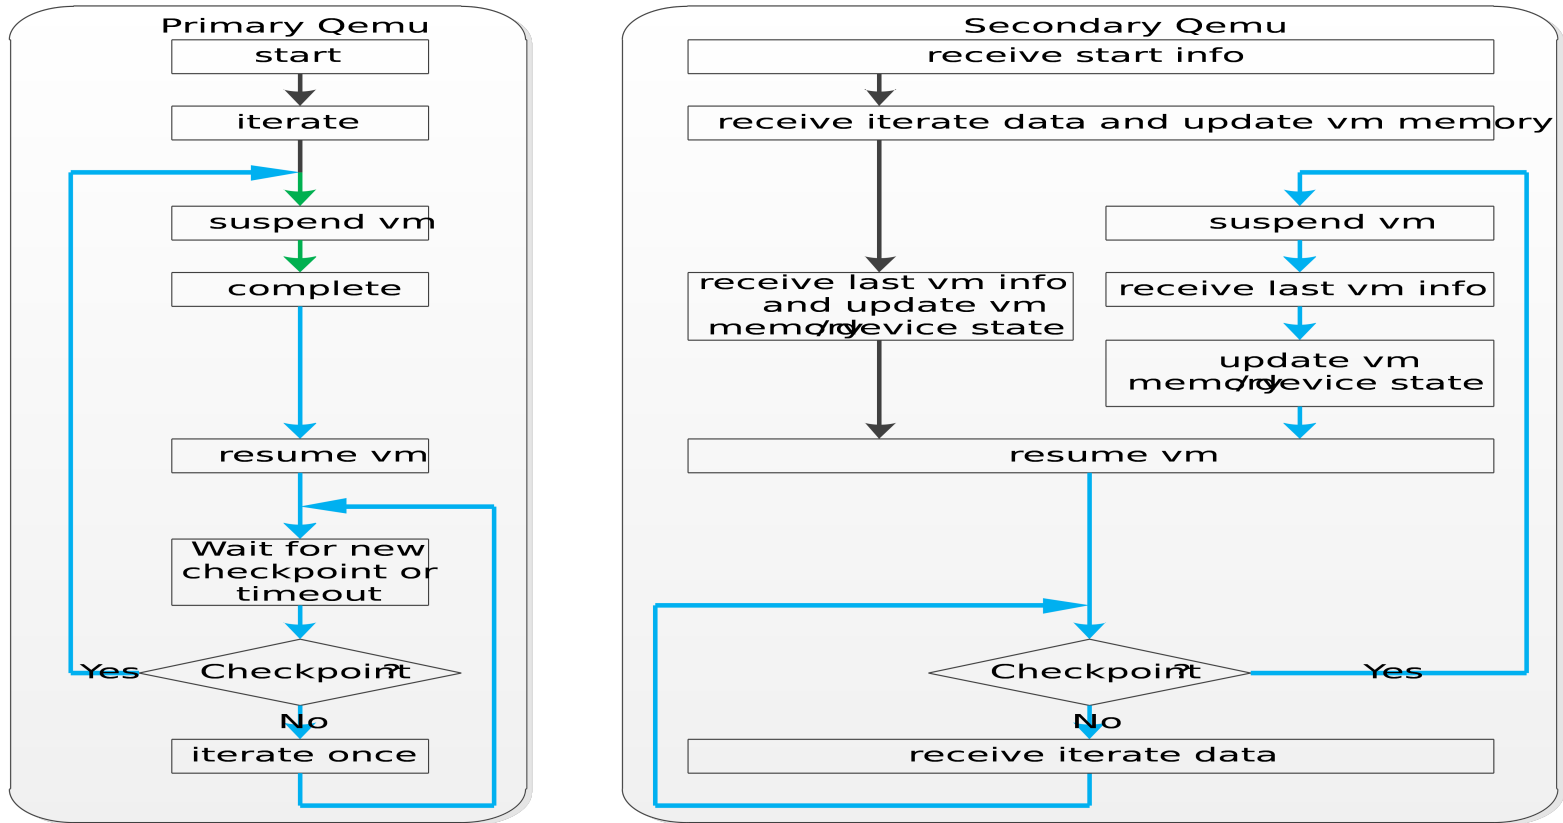 Primary Qemu
start
iterate
suspend vm
complete
resume vm
Wait for new
checkpoint or
timeout
Checkpoint?
Yes
No
iterate once
Secondary Qemu
receive start info
receive iterate data and update vm memory
receive last vm info
and update vm
memory/device state
suspend vm
receive last vm info
update vm
memory/device state
resume vm
Checkpoint?
Yes
No
receive iterate data